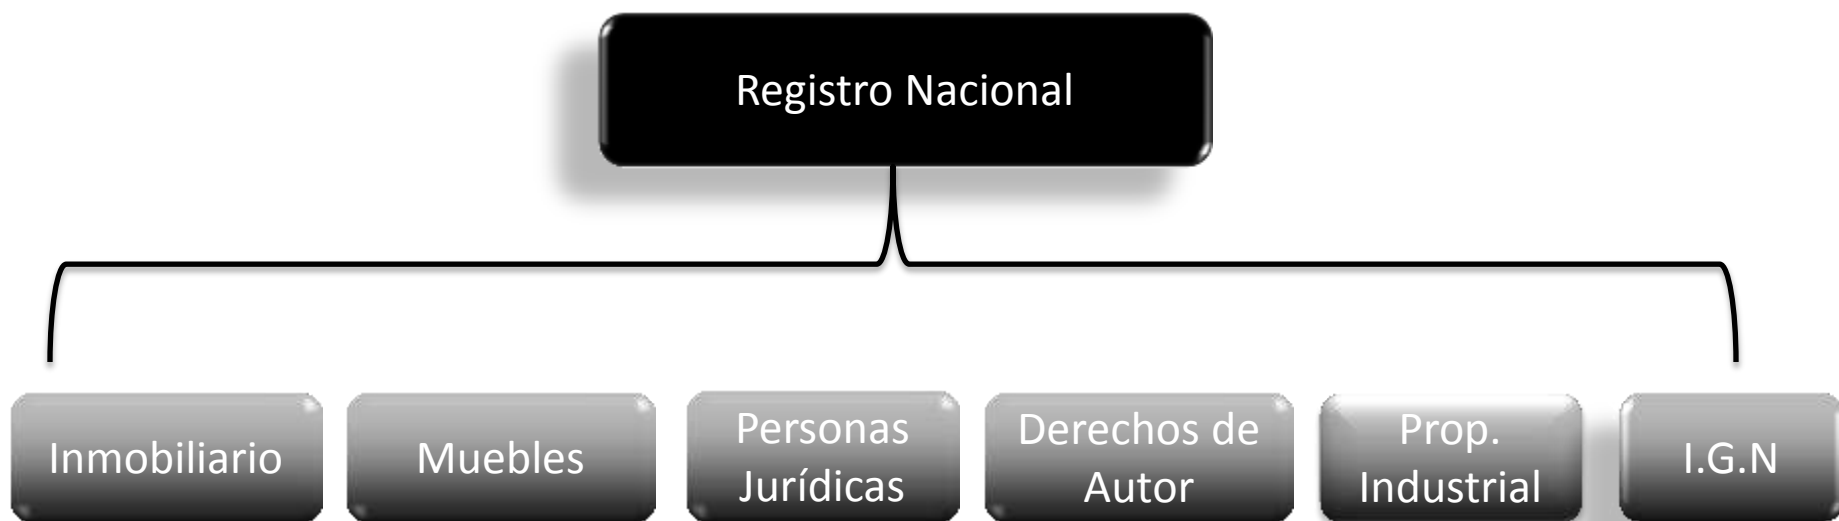 Registro Nacional
Inmobiliario
Muebles
Personas
Jurídicas
Derechos de
Autor
Prop.
Industrial
I.G.N